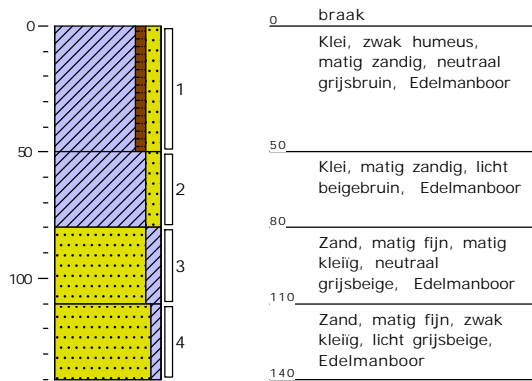 0
50
100
1
2
3
4
0 braak
Klei, zwak humeus,
matig zandig, neutraal
grijsbruin, Edelmanboor
50
Klei, matig zandig, licht
beigebruin, Edelmanboor
80
Zand, matig fijn, matig
kleiïg, neutraal
grijsbeige, Edelmanboor
110
Zand, matig fijn, zwak
kleiïg, licht grijsbeige,
Edelmanboor
140